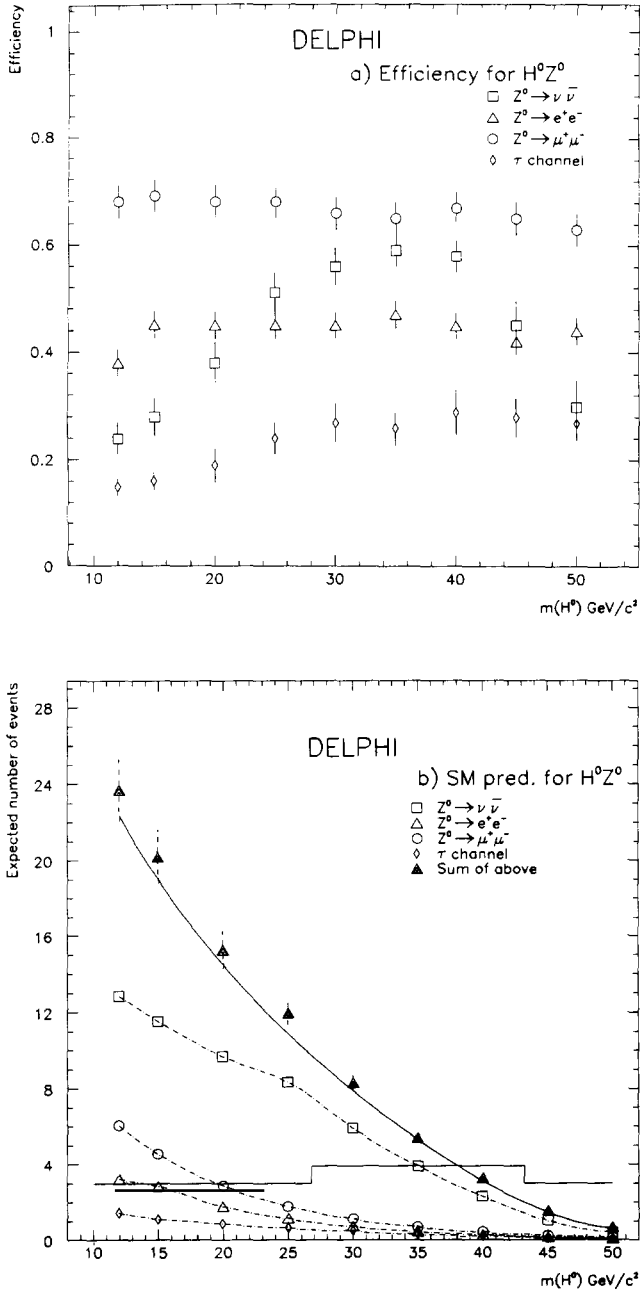 Efficiency
1
0.8
0.6
0.4
0.2
0
DELPHI
a) Efficiency for H⁰Z⁰
Z⁰→ν ν̄
Z⁰→e⁺e⁻
Z⁰→μ⁺μ⁻
τ channel
10 20 30 40 50
m(H⁰) GeV/c²
Expected number of events
28
24
20
16
12
8
4
0
DELPHI
b) SM pred. for H⁰Z⁰
Z⁰→ν ν̄
Z⁰→e⁺e⁻
Z⁰→μ⁺μ⁻
τ channel
Sum of above
10 15 20 25 30 35 40 45 50
m(H⁰) GeV/c²